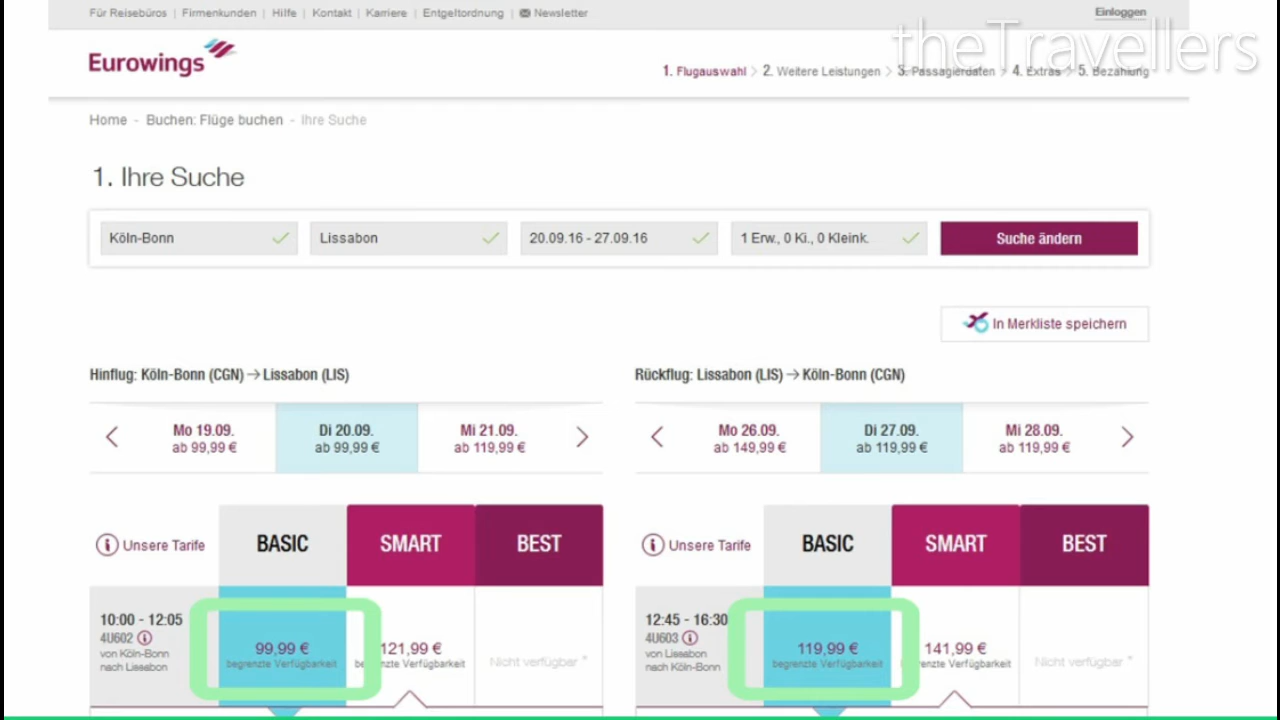 Für Reisebüros | Firmenkunden | Hilfe | Kontakt | Karriere | Entgeltordnung | Newsletter
Einloggen
theTravellers
Eurowings
1. Flugauswahl > 2. Weitere Leistungen > 3. Passagierdaten > 4. Extras > 5. Bezahlung
Home - Buchen: Flüge buchen - Ihre Suche
1. Ihre Suche
Köln-Bonn
Lissabon
20.09.16 - 27.09.16
1 Erw., 0 Ki., 0 Kleink.
Suche ändern
In Merkliste speichern
Hinflug: Köln-Bonn (CGN) → Lissabon (LIS)
Mo 19.09.
ab 99,99 €
Di 20.09.
ab 99,99 €
Mi 21.09.
ab 119,99 €
Unsere Tarife
BASIC
SMART
BEST
10:00 - 12:05
4U602
von Köln-Bonn
nach Lissabon
99,99 €
begrenzte Verfügbarkeit
121,99 €
be nzte Verfügbarkeit
Nicht verfügbar *
Rückflug: Lissabon (LIS) → Köln-Bonn (CGN)
Mo 26.09.
ab 149,99 €
Di 27.09.
ab 119,99 €
Mi 28.09.
ab 119,99 €
Unsere Tarife
BASIC
SMART
BEST
12:45 - 16:30
4U603
von Lissabon
nach Köln-Bonn
119,99 €
begrenzte Verfügbarkeit
141,99 €
renzte Verfügbarkeit
Nicht verfügbar *